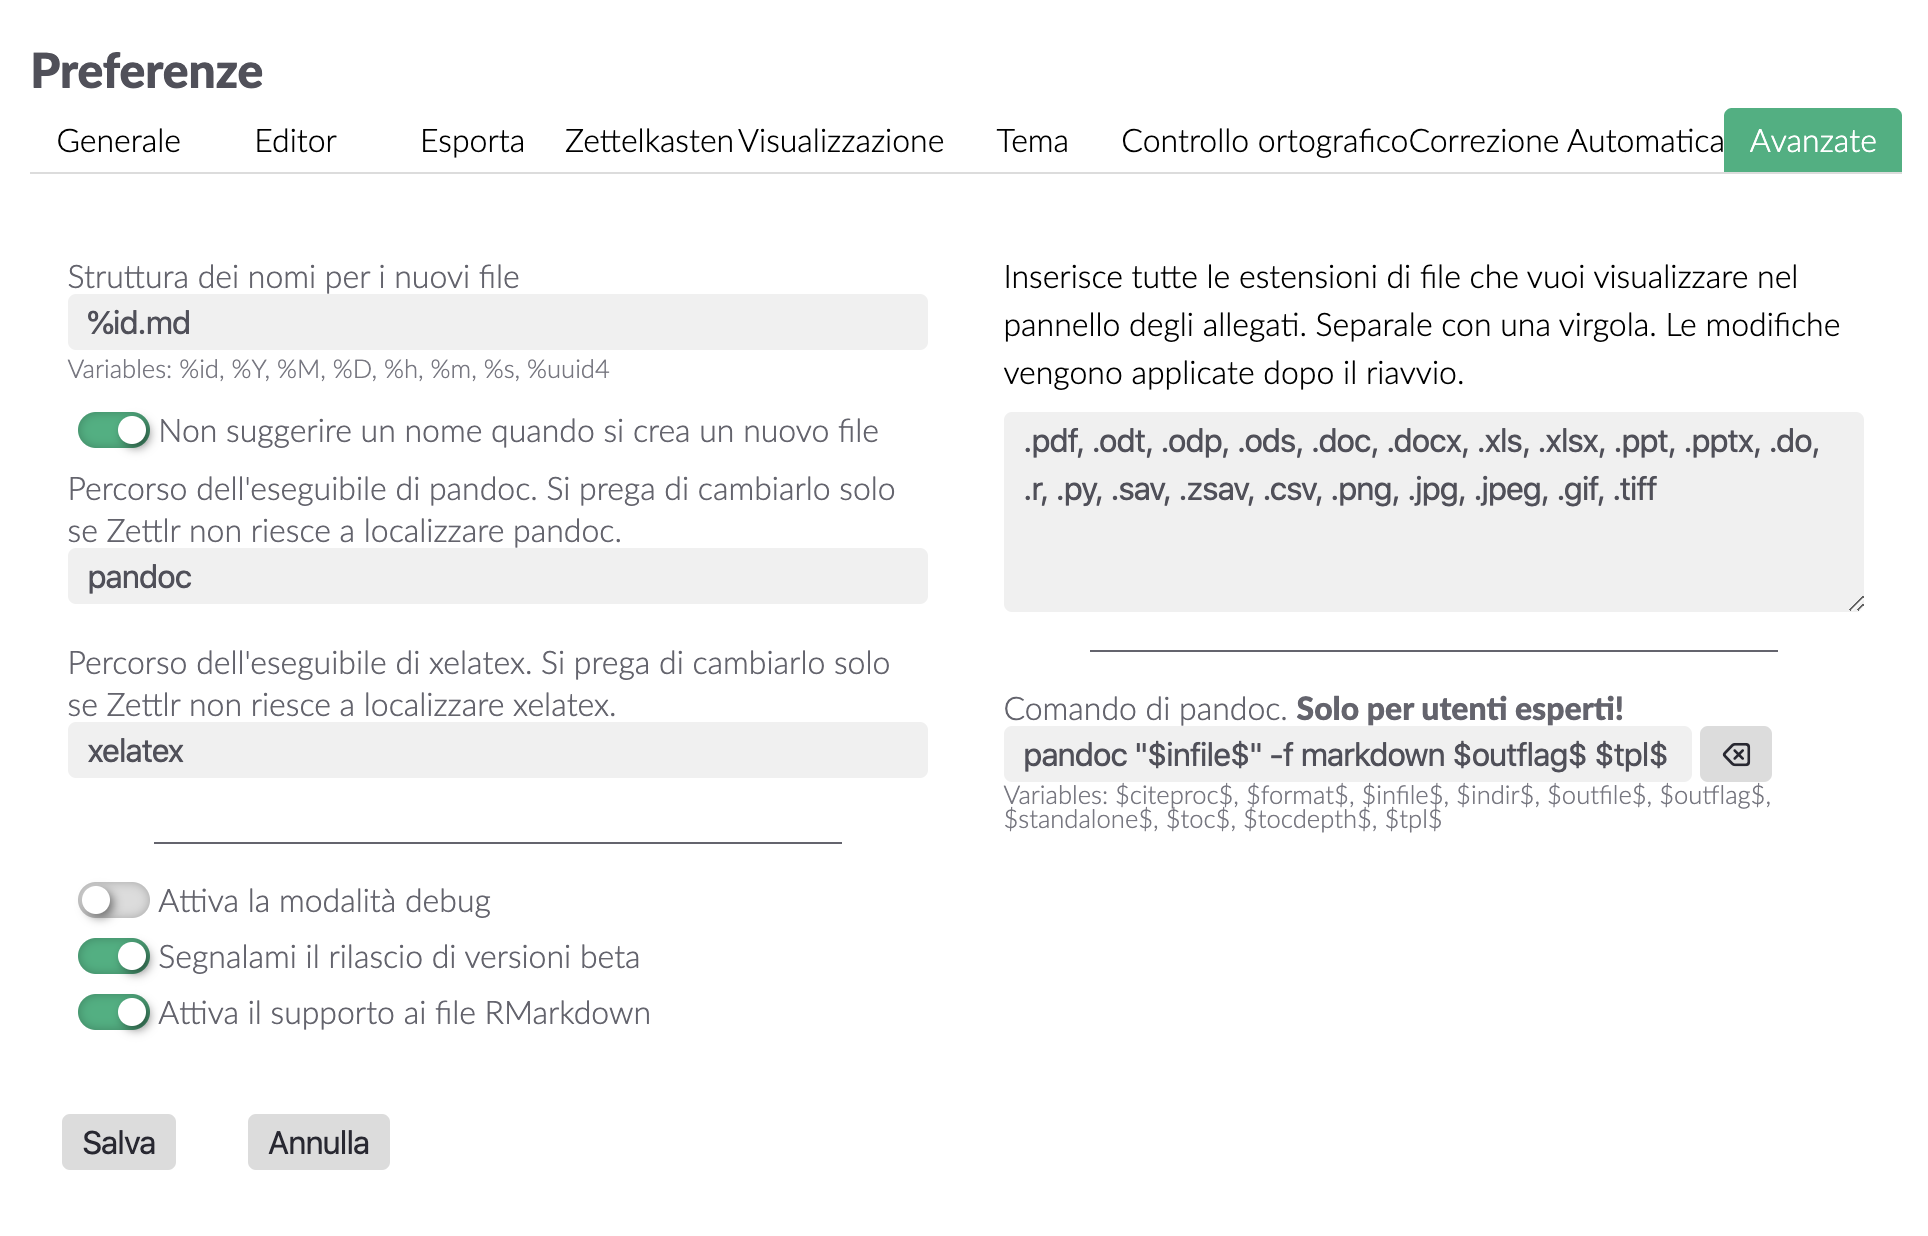 Preferenze
Generale Editor Esporta Zettelkasten Visualizzazione Tema Controllo ortografico Correzione Automatica Avanzate
Struttura dei nomi per i nuovi file
%id.md
Variables: %id, %Y, %M, %D, %h, %m, %s, %uuid4
Non suggerire un nome quando si crea un nuovo file
Percorso dell'eseguibile di pandoc. Si prega di cambiarlo solo
se Zettlr non riesce a localizzare pandoc.
pandoc
Percorso dell'eseguibile di xelatex. Si prega di cambiarlo solo
se Zettlr non riesce a localizzare xelatex.
xelatex
Attiva la modalità debug
Segnalami il rilascio di versioni beta
Attiva il supporto ai file RMarkdown
Inserisce tutte le estensioni di file che vuoi visualizzare nel
pannello degli allegati. Separale con una virgola. Le modifiche
vengono applicate dopo il riavvio.
.pdf, .odt, .odp, .ods, .doc, .docx, .xls, .xlsx, .ppt, .pptx, .do,
.r, .py, .sav, .zsav, .csv, .png, .jpg, .jpeg, .gif, .tiff
Comando di pandoc. Solo per utenti esperti!
pandoc "$infile$" -f markdown $outflag$ $tpl$
Variables: $citeproc$, $format$, $infile$, $indir$, $outfile$, $outflag$,
$standalone$, $toc$, $tocdepth$, $tpl$
Salva Annulla